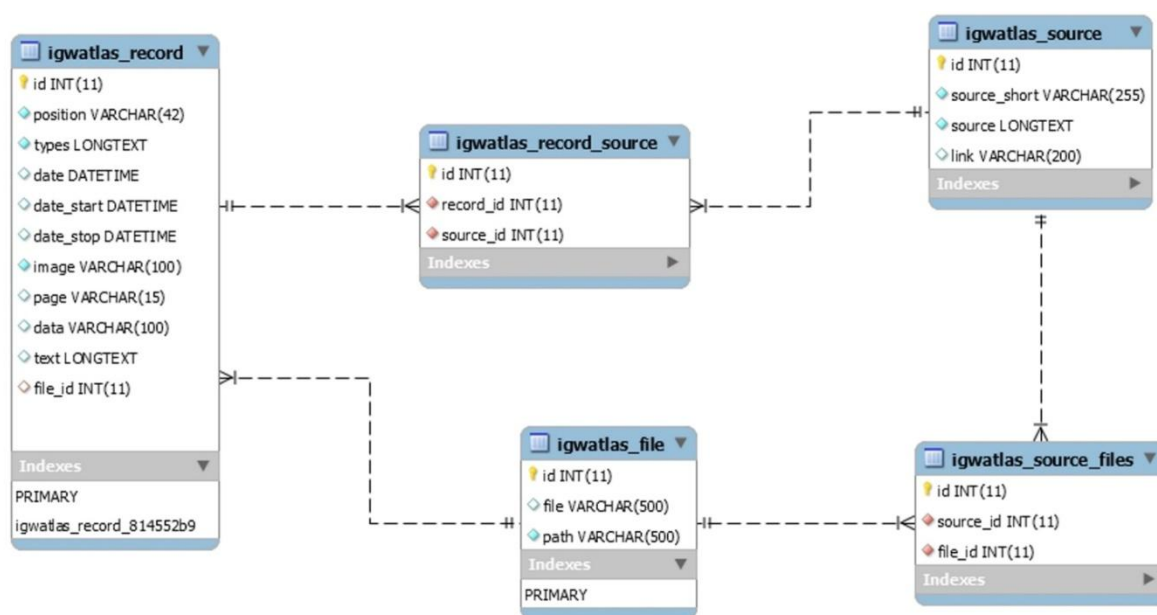 igwatlas_record
id INT(11)
position VARCHAR(42)
types LONGTEXT
date DATETIME
date_start DATETIME
date_stop DATETIME
image VARCHAR(100)
page VARCHAR(15)
data VARCHAR(100)
text LONGTEXT
file_id INT(11)
Indexes
PRIMARY
igwatlas_record_814552b9
igwatlas_record_source
id INT(11)
record_id INT(11)
source_id INT(11)
Indexes
igwatlas_source
id INT(11)
source_short VARCHAR(255)
source LONGTEXT
link VARCHAR(200)
Indexes
igwatlas_file
id INT(11)
file VARCHAR(500)
path VARCHAR(500)
Indexes
PRIMARY
igwatlas_source_files
id INT(11)
source_id INT(11)
file_id INT(11)
Indexes